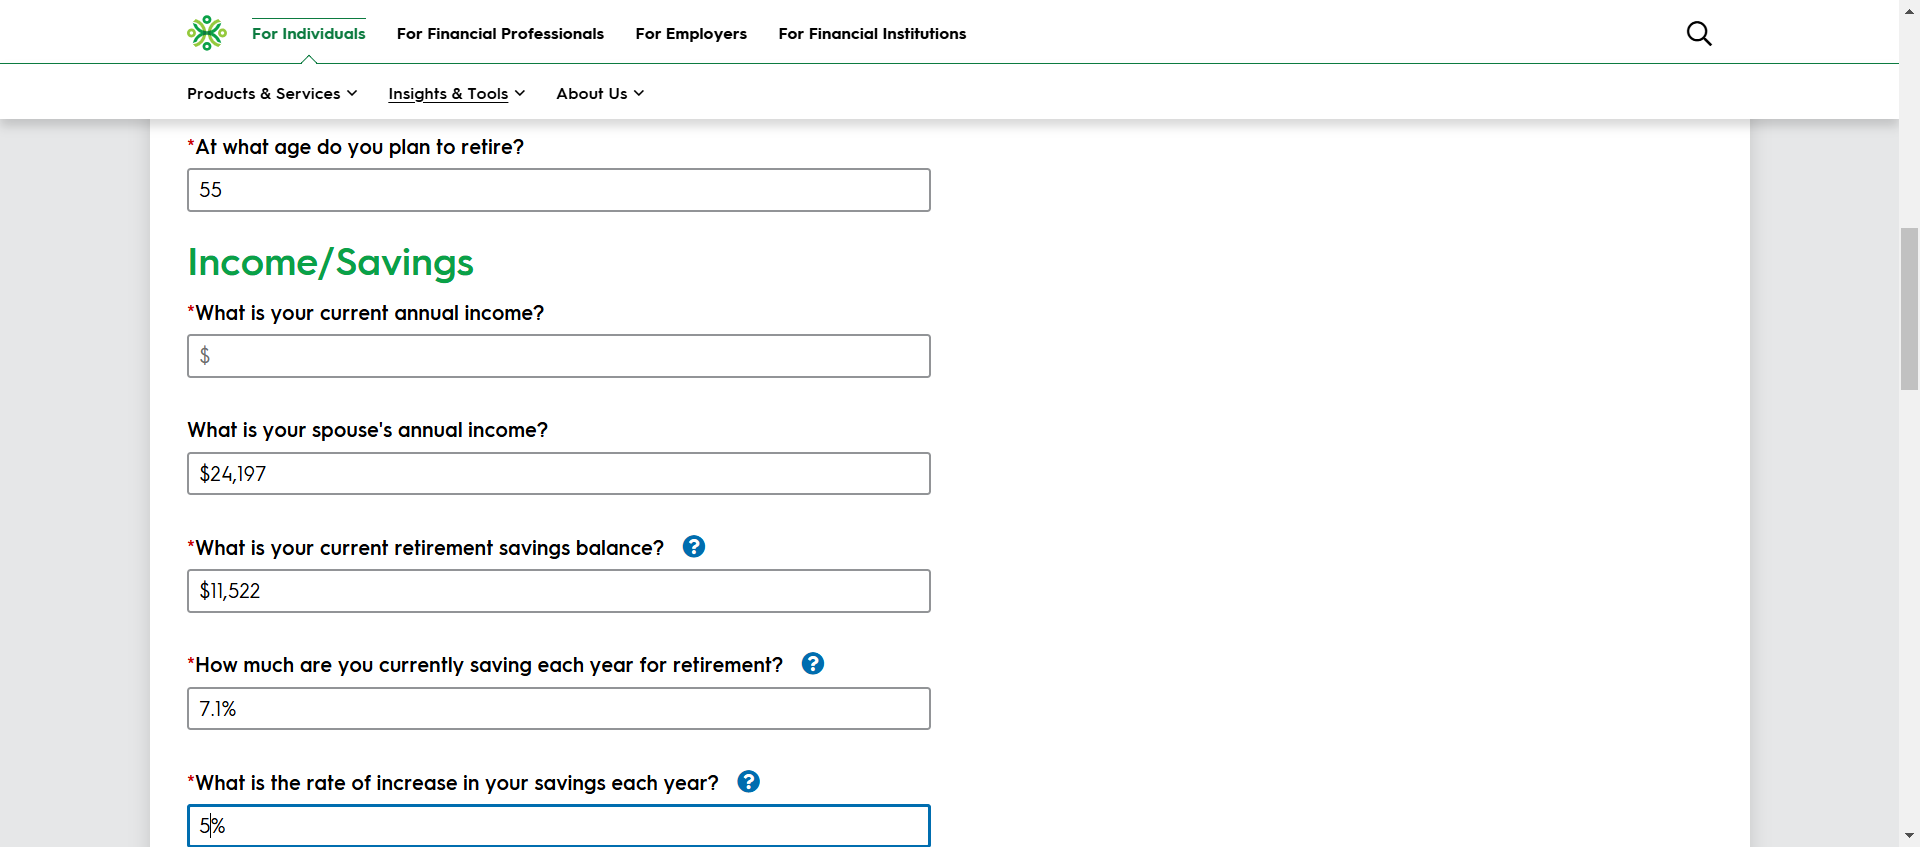 For Individuals For Financial Professionals For Employers For Financial Institutions
Products & Services Insights & Tools About Us
*At what age do you plan to retire?
55
Income/Savings
*What is your current annual income?
$
What is your spouse's annual income?
$24,197
*What is your current retirement savings balance? ?
$11,522
*How much are you currently saving each year for retirement? ?
7.1%
*What is the rate of increase in your savings each year? ?
5%